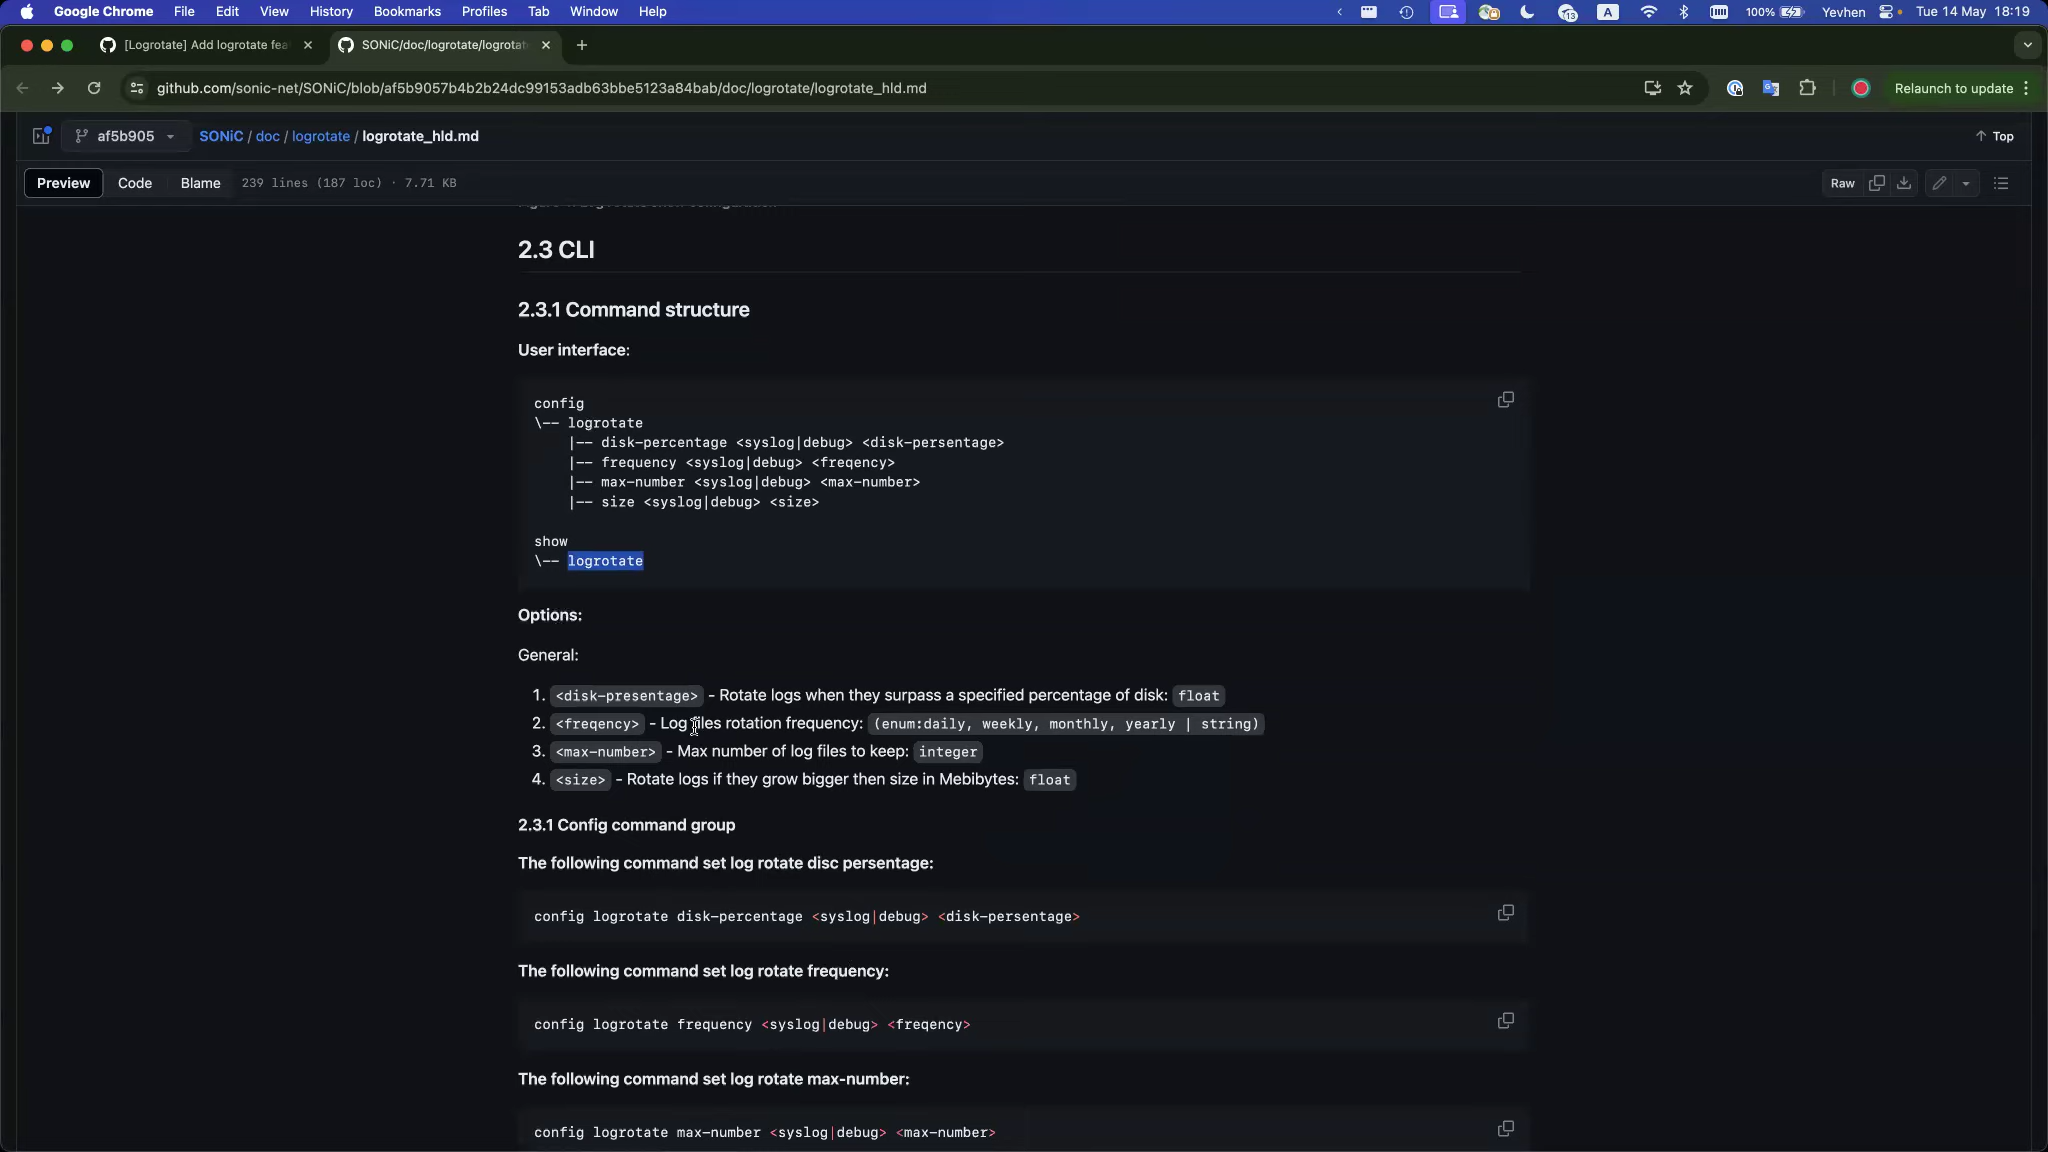 Google Chrome File Edit View History Bookmarks Profiles Tab Window Help 13 A 100% Yevhen Tue 14 May 18:19
[Logrotate] Add logrotate fea SONiC/doc/logrotate/logrotat
github.com/sonic-net/SONiC/blob/af5b9057b4b2b24dc99153adb63bbe5123a84bab/doc/logrotate/logrotate_hld.md Relaunch to update
af5b905 SONiC / doc / logrotate / logrotate_hld.md Top
Preview Code Blame 239 lines (187 loc) · 7.71 KB Raw
2.3 CLI
2.3.1 Command structure
User interface:
config
\-- logrotate
|-- disk-percentage <syslog|debug> <disk-persentage>
|-- frequency <syslog|debug> <freqency>
|-- max-number <syslog|debug> <max-number>
|-- size <syslog|debug> <size>
show
\-- logrotate
Options:
General:
1. <disk-presentage> - Rotate logs when they surpass a specified percentage of disk: float
2. <freqency> - Log files rotation frequency: (enum:daily, weekly, monthly, yearly | string)
3. <max-number> - Max number of log files to keep: integer
4. <size> - Rotate logs if they grow bigger then size in Mebibytes: float
2.3.1 Config command group
The following command set log rotate disc persentage:
config logrotate disk-percentage <syslog|debug> <disk-persentage>
The following command set log rotate frequency:
config logrotate frequency <syslog|debug> <freqency>
The following command set log rotate max-number:
config logrotate max-number <syslog|debug> <max-number>